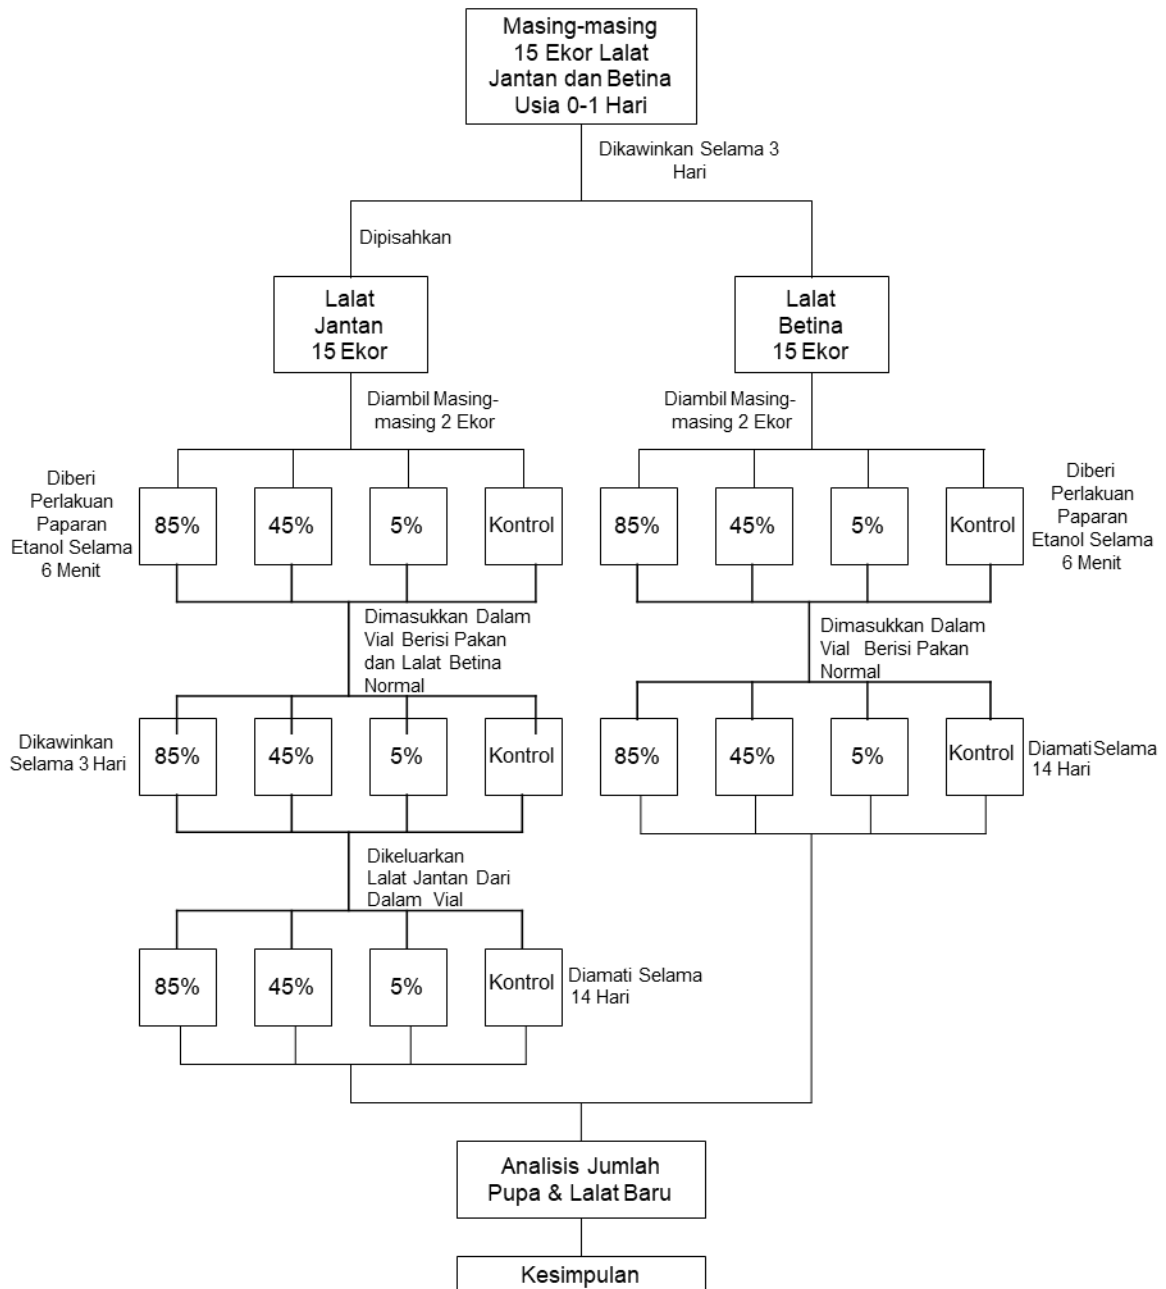 Masing-masing
15 Ekor Lalat
Jantan dan Betina
Usia 0-1 Hari
Dikawinkan Selama 3
Hari
Dipisahkan
Lalat
Jantan
15 Ekor
Lalat
Betina
15 Ekor
Diambil Masing-
masing 2 Ekor
Diambil Masing-
masing 2 Ekor
Diberi
Perlakuan
Paparan
Etanol Selama
6 Menit
85%
45%
5%
Kontrol
85%
45%
5%
Kontrol
Diberi
Perlakuan
Paparan
Etanol Selama
6 Menit
Dimasukkan Dalam
Vial Berisi Pakan
dan Lalat Betina
Normal
Dimasukkan Dalam
Vial Berisi Pakan
Normal
Dikawinkan
Selama 3 Hari
85%
45%
5%
Kontrol
85%
45%
5%
Kontrol
Diamati Selama
14 Hari
Dikeluarkan
Lalat Jantan Dari
Dalam Vial
85%
45%
5%
Kontrol
Diamati Selama
14 Hari
Analisis Jumlah
Pupa & Lalat Baru
Kesimpulan